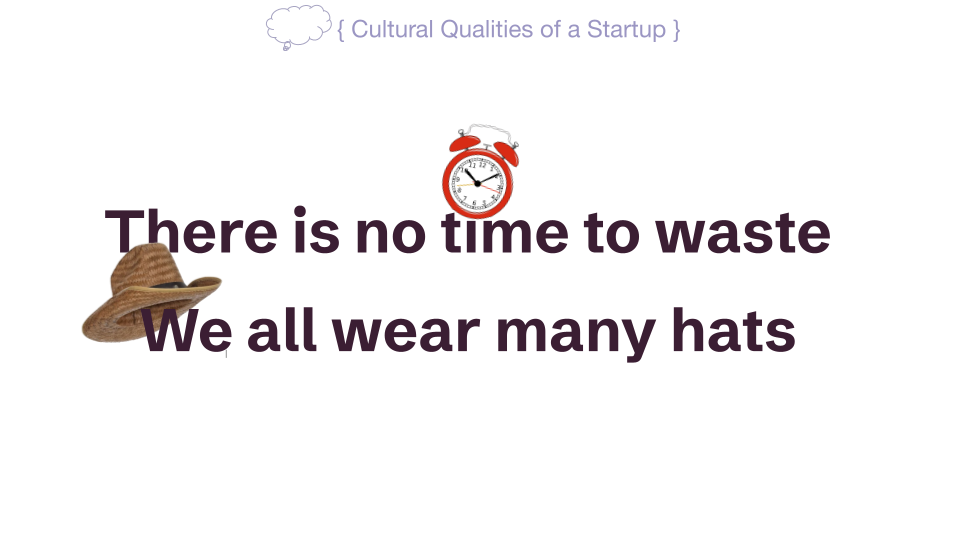 { Cultural Qualities of a Startup }
There is no time to waste
We all wear many hats